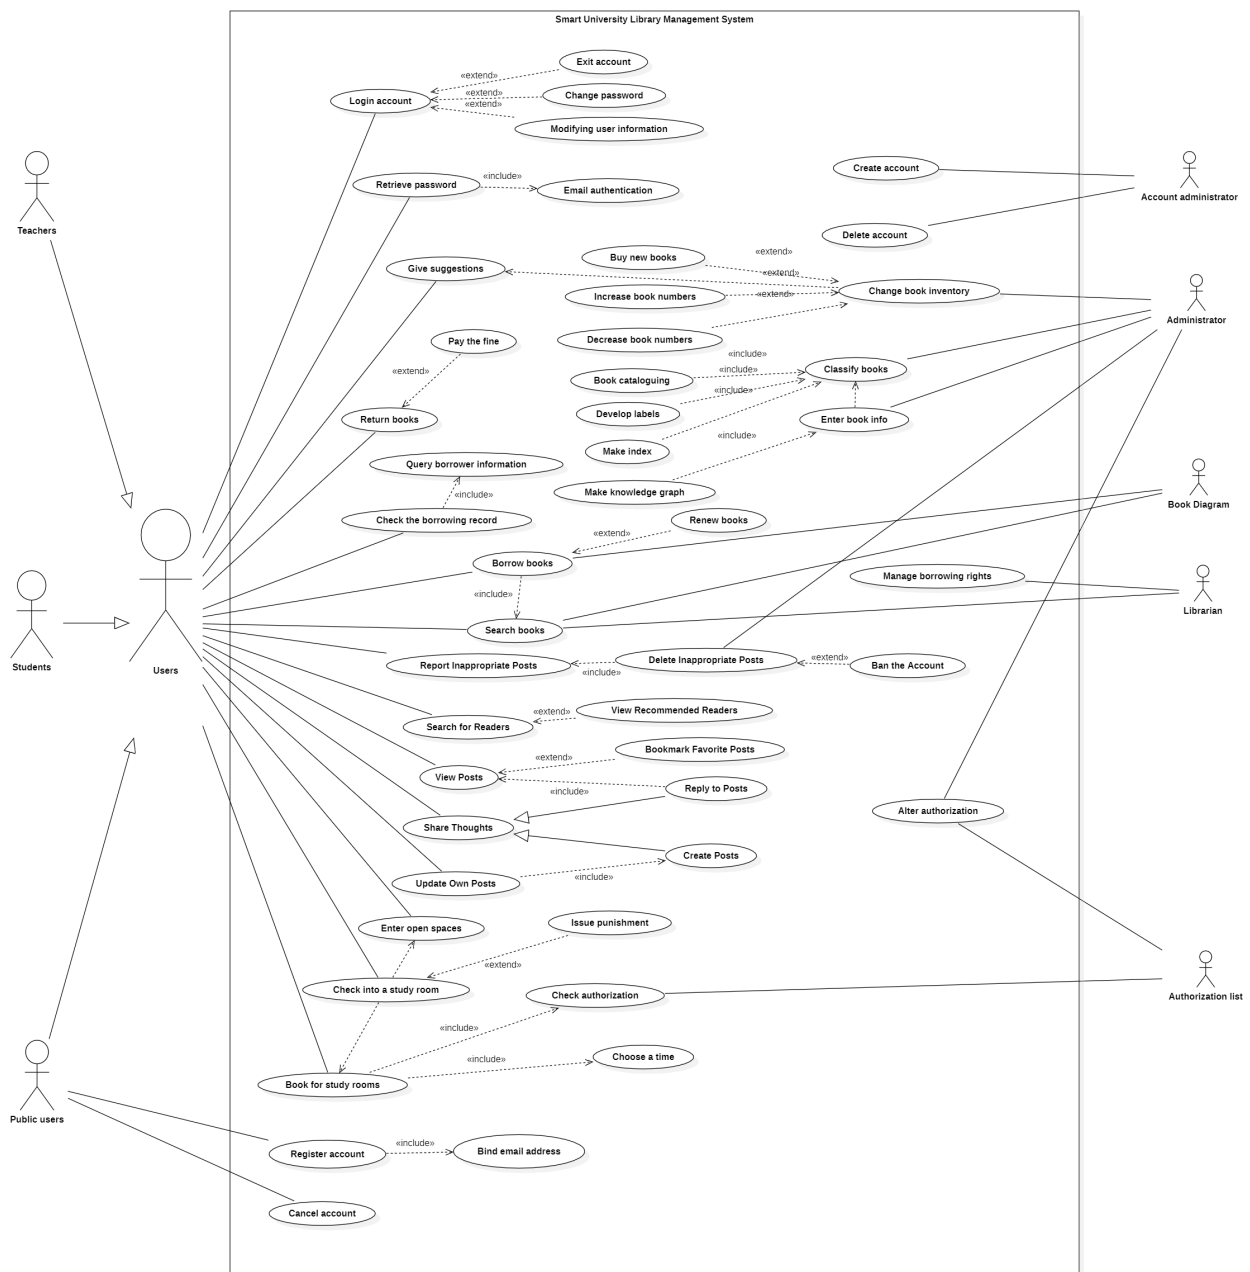 Smart University Library Management System
Exit account
«extend»
Change password
«extend»
Login account
«extend»
Modifying user information
Create account
Account administrator
Retrieve password
«include»
Email authentication
Teachers
Delete account
Buy new books
«extend»
Give suggestions
«extend»
Change book inventory
Increase book numbers
«extend»
Administrator
Pay the fine
Decrease book numbers
«include»
«extend»
«include»
Classify books
Book cataloguing
«include»
Develop labels
Return books
Enter book info
«include»
Make index
Query borrower information
«include»
Make knowledge graph
Book Diagram
Check the borrowing record
Renew books
«extend»
Borrow books
Manage borrowing rights
«include»
Librarian
Search books
Students
Users
Report Inappropriate Posts
«include»
Delete Inappropriate Posts
«extend»
Ban the Account
View Recommended Readers
«extend»
Search for Readers
Bookmark Favorite Posts
«extend»
View Posts
Reply to Posts
«include»
Share Thoughts
Alter authorization
Create Posts
Update Own Posts
«include»
Enter open spaces
Issue punishment
«extend»
Check into a study room
Check authorization
Authorization list
«include»
Choose a time
«include»
Book for study rooms
Public users
Register account
«include»
Bind email address
Cancel account